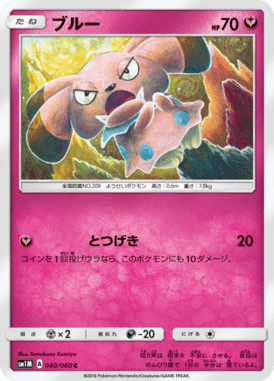 たね ブルー HP70
全国図鑑NO.209 ようせいポケモン 高さ:0.6m 重さ:7.8kg
とつげき 20
コインを1回投げウラなら、このポケモンにも10ダメージ。
弱点 ×2 抵抗力 -20 にげる
Illus. Tomokazu Komiya
SM1M A 040/060 C
©2016 Pokémon/Nintendo/Creatures/GAME FREAK.